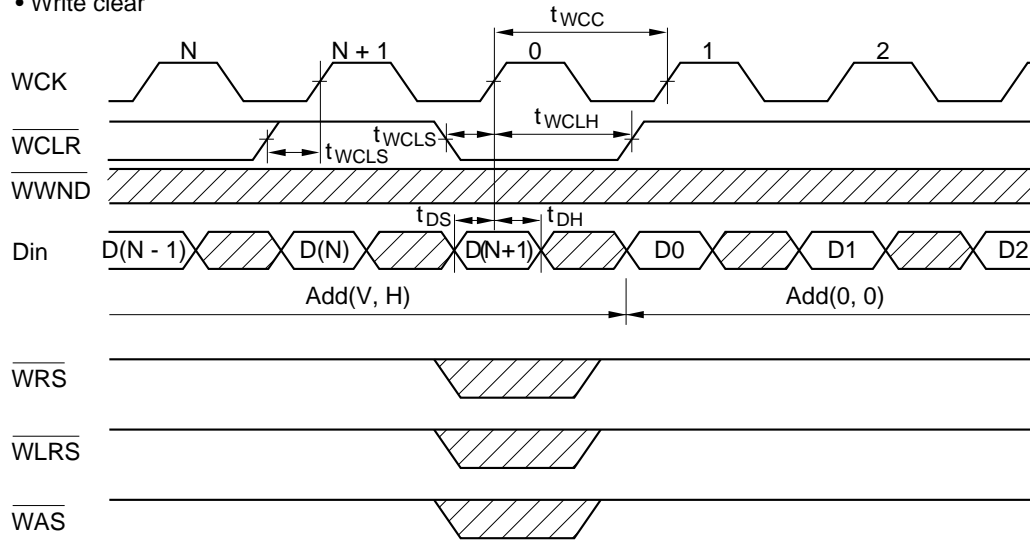 • Write clear
tWCC
N N + 1 0 1 2
WCK
WCLR tWCLS tWCLS tWCLH
WWND
tDS tDH
Din D(N - 1) D(N) D(N+1) D0 D1 D2
Add(V, H) Add(0, 0)
WRS
WLRS
WAS